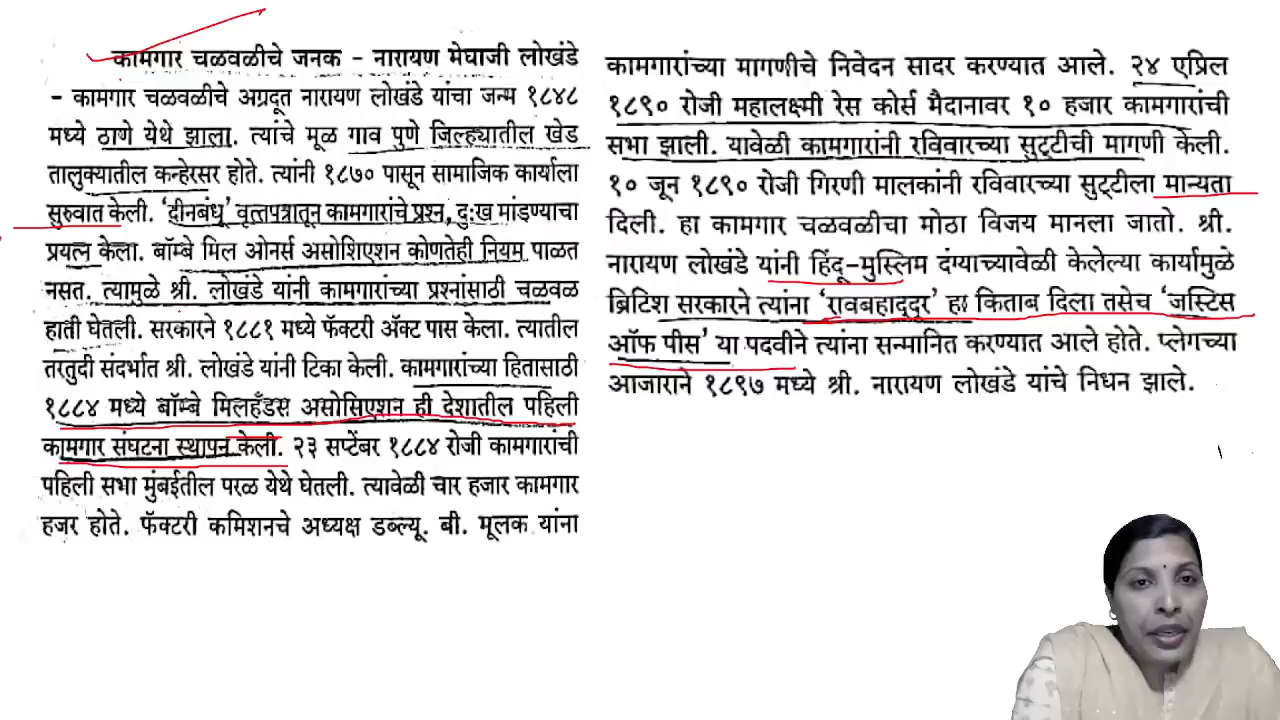 कामगार चळवळीचे जनक - नारायण मेघाजी लोखंडे
- कामगार चळवळीचे अग्रदूत नारायण लोखंडे यांचा जन्म १८४८
मध्ये ठाणे येथे झाला. त्यांचे मूळ गाव पुणे जिल्ह्यातील खेड
तालुक्यातील कन्हेरसर होते. त्यांनी १८७० पासून सामाजिक कार्याला
सुरुवात केली. 'दीनबंधू' वृत्तपत्रातून कामगारांचे प्रश्न, दुःख मांडण्याचा
प्रयत्न केला. बॉम्बे मिल ओनर्स असोशिएशन कोणतेही नियम पाळत
नसत. त्यामुळे श्री. लोखंडे यांनी कामगारांच्या प्रश्नांसाठी चळवळ
हाती घेतली. सरकारने १८८१ मध्ये फॅक्टरी अ‍ॅक्ट पास केला. त्यातील
तरतुदी संदर्भात श्री. लोखंडे यांनी टिका केली. कामगारांच्या हितासाठी
१८८४ मध्ये बॉम्बे मिलहँडस असोसिएशन ही देशातील पहिली
कामगार संघटना स्थापन केली. २३ सप्टेंबर १८८४ रोजी कामगारांची
पहिली सभा मुंबईतील परळ येथे घेतली. त्यावेळी चार हजार कामगार
हजर होते. फॅक्टरी कमिशनचे अध्यक्ष डब्ल्यू. बी. मूलक यांना
कामगारांच्या मागणीचे निवेदन सादर करण्यात आले. २४ एप्रिल
१८९० रोजी महालक्ष्मी रेस कोर्स मैदानावर १० हजार कामगारांची
सभा झाली. यावेळी कामगारांनी रविवारच्या सुट्टीची मागणी केली.
१० जून १८९० रोजी गिरणी मालकांनी रविवारच्या सुट्टीला मान्यता
दिली. हा कामगार चळवळीचा मोठा विजय मानला जातो. श्री.
नारायण लोखंडे यांनी हिंदू-मुस्लिम दंग्याच्यावेळी केलेल्या कार्यामुळे
ब्रिटिश सरकारने त्यांना 'रावबहाद्दूर' हा किताब दिला तसेच 'जस्टिस
ऑफ पीस' या पदवीने त्यांना सन्मानित करण्यात आले होते. प्लेगच्या
आजाराने १८९७ मध्ये श्री. नारायण लोखंडे यांचे निधन झाले.